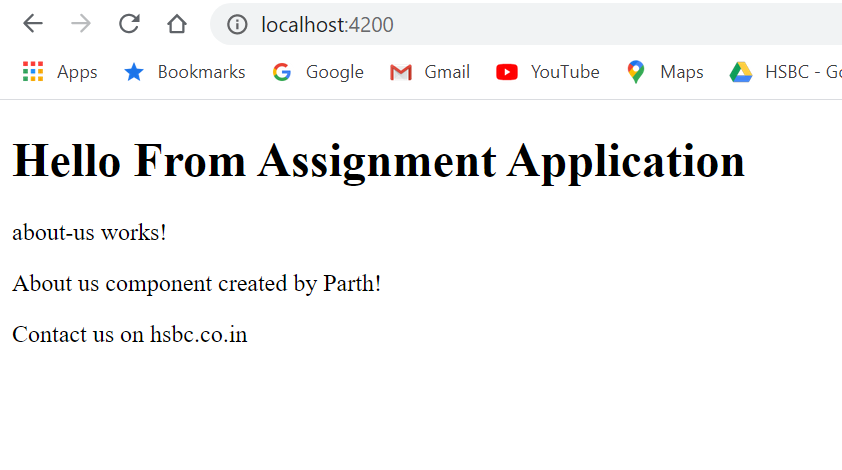 localhost:4200
Apps Bookmarks Google Gmail YouTube Maps HSBC - Go
Hello From Assignment Application
about-us works!
About us component created by Parth!
Contact us on hsbc.co.in